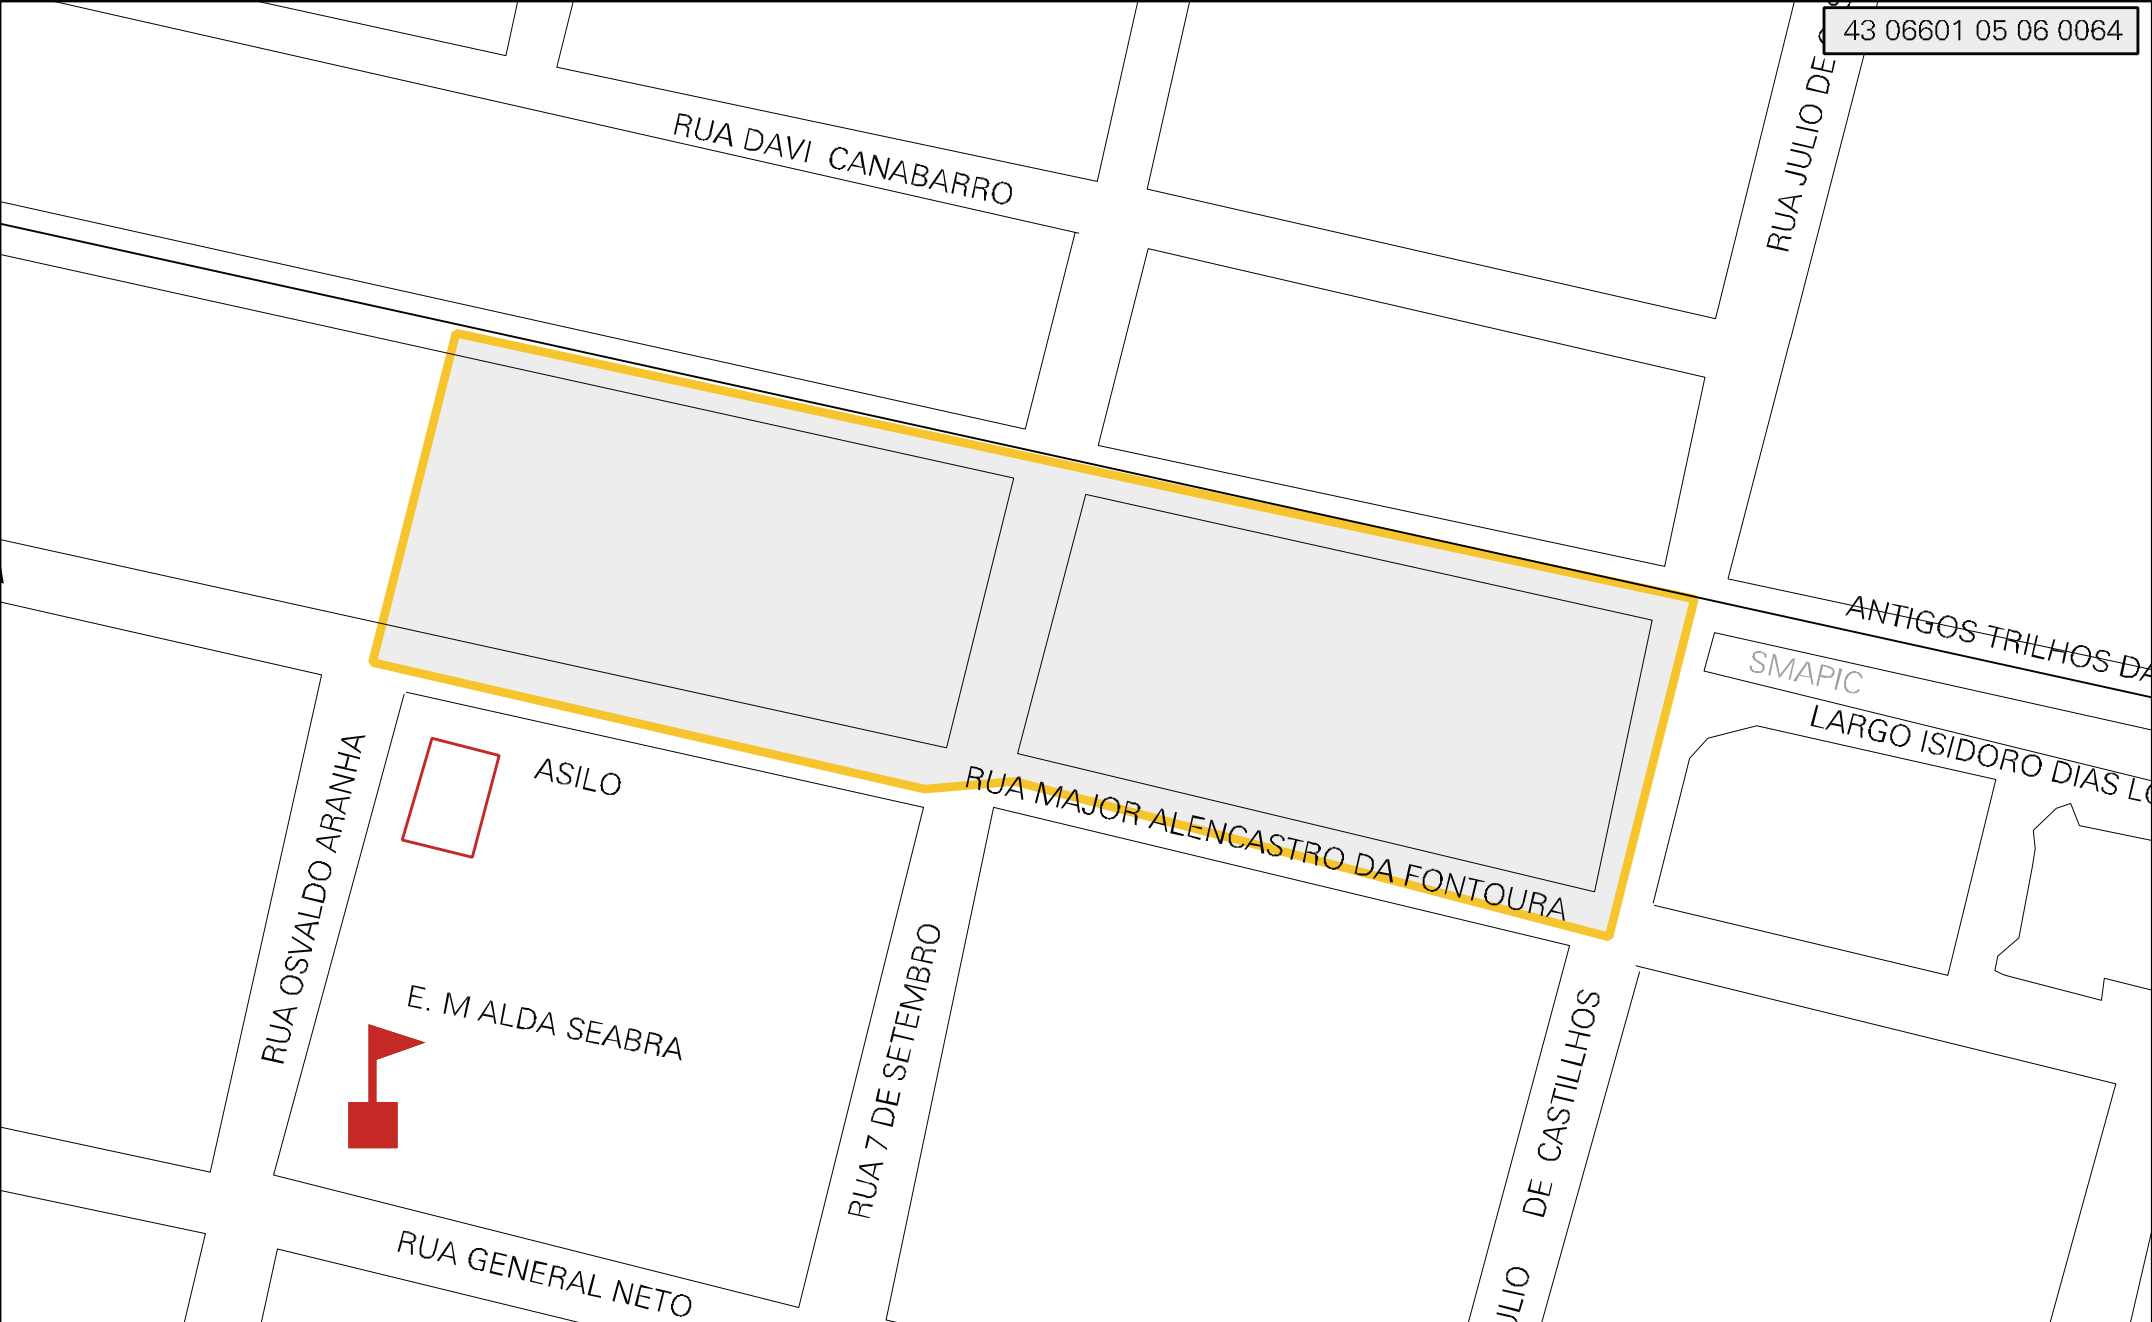 43 06601 05 06 0064
RUA JULIO DE
RUA DAVI  CANABARRO
ANTIGOS TRILHOS DA
SMAPIC
LARGO ISIDORO DIAS
RUA MAJOR ALENCASTRO DA FONTOURA
ASILO
RUA OSVALDO ARANHA
E. M ALDA SEABRA
RUA 7 DE SETEMBRO
DE  CASTILLHOS
RUA GENERAL NETO